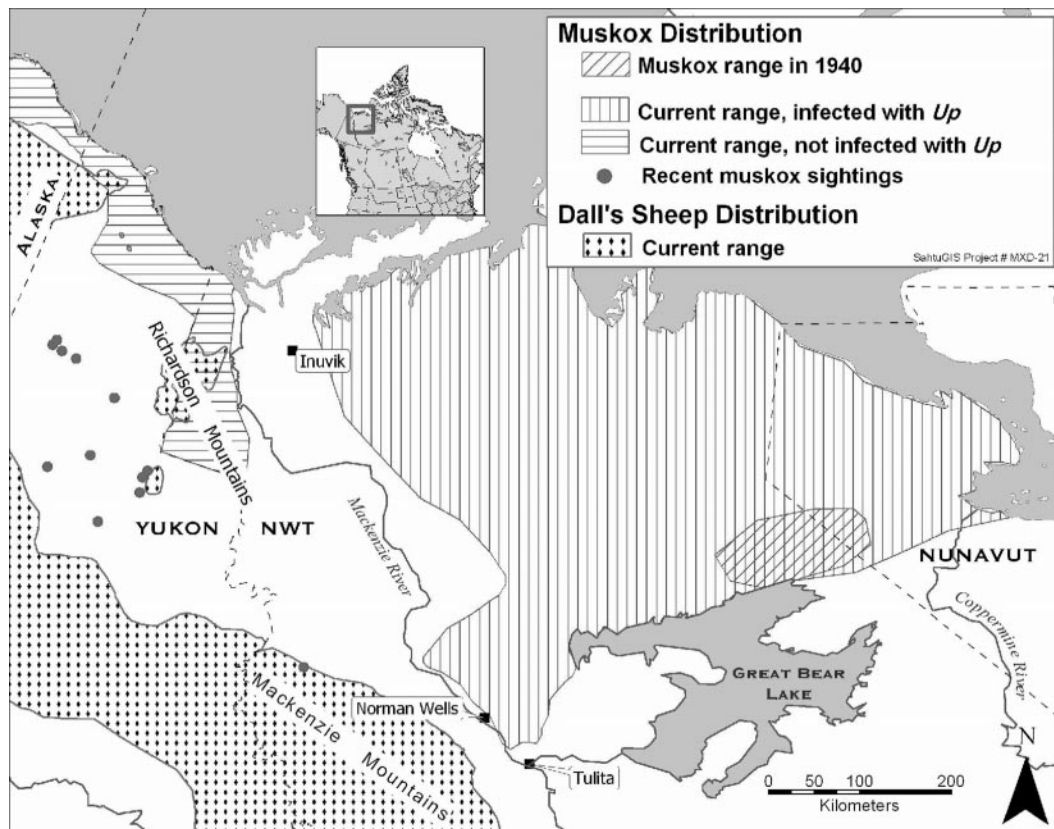 Muskox Distribution
Muskox range in 1940
Current range, infected with Up
Current range, not infected with Up
Recent muskox sightings
Dall's Sheep Distribution
Current range
SahtuGIS Project # MXD-21
ALASKA
Richardson
Mountains
Inuvik
Mackenzie River
YUKON
NWT
NUNAVUT
Coppermine River
GREAT BEAR
LAKE
Mackenzie Mountains
Norman Wells
Tulita
N
0 50 100 200
Kilometers